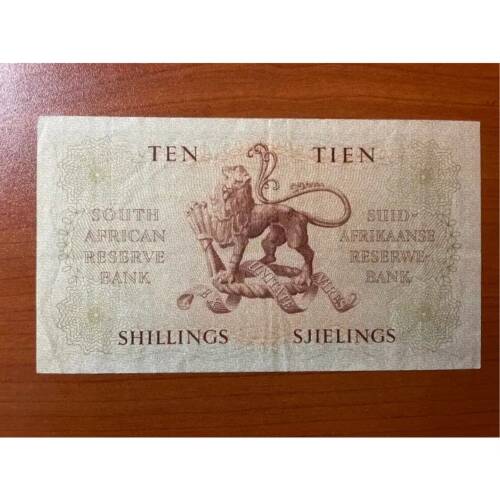 TEN TIEN
SOUTH AFRICAN RESERVE BANK
SUID-AFRIKAANSE RESERWE-BANK
SHILLINGS SJIELINGS